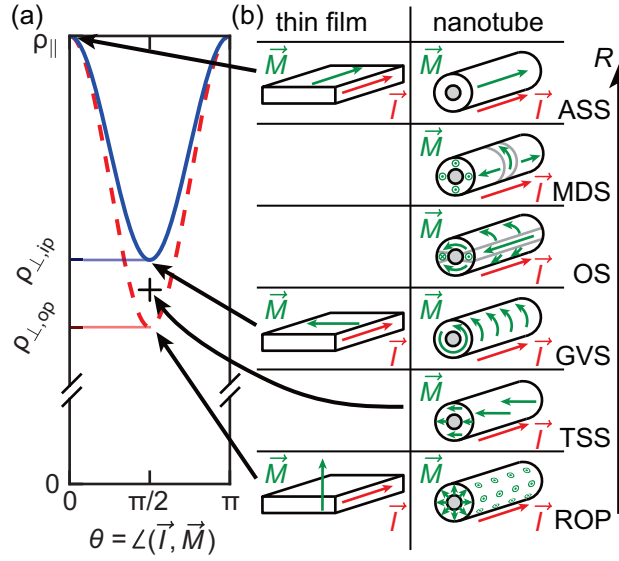 (a)
ρ||
ρ⊥,ip
ρ⊥,op
0
0 π/2 π
θ = ∠(I⃗, M⃗)
(b) thin film nanotube
R
M⃗ I⃗ M⃗ I⃗ ASS
M⃗ I⃗ MDS
M⃗ I⃗ OS
M⃗ I⃗ M⃗ I⃗ GVS
M⃗ I⃗ TSS
M⃗ I⃗ M⃗ I⃗ ROP